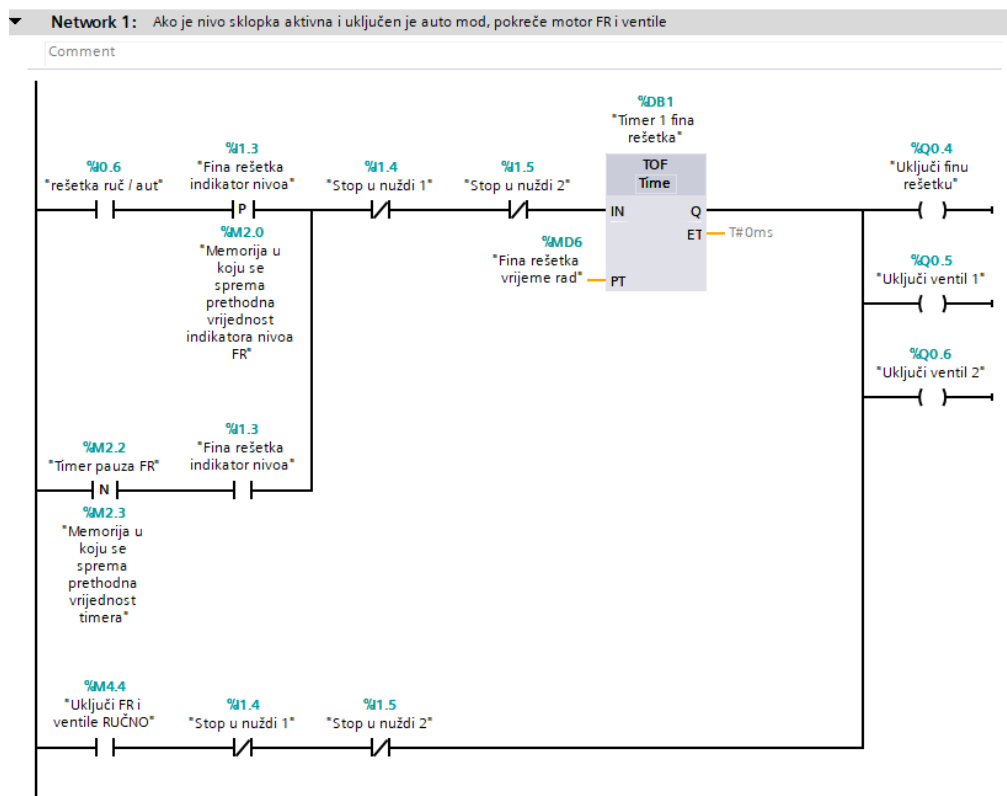 Network 1: Ako je nivo sklopka aktivna i uključen je auto mod, pokreče motor FR i ventile
Comment
%DB1
"Timer 1 fina
rešetka"
%I0.6
"rešetka ruč / aut"
%I1.3
"Fina rešetka
indikator nivoa"
%I1.4
"Stop u nuždi 1"
%I1.5
"Stop u nuždi 2"
TOF
Time
%Q0.4
"Uključi finu
rešetku"
P
IN
Q
%M2.0
"Memorija u
koju se
sprema
prethodna
vrijednost
indikatora nivoa
FR"
%MD6
"Fina rešetka
vrijeme rad"
PT
ET
T#0ms
%Q0.5
"Uključi ventil 1"
%Q0.6
"Uključi ventil 2"
%M2.2
"Timer pauza FR"
%I1.3
"Fina rešetka
indikator nivoa"
N
%M2.3
"Memorija u
koju se
sprema
prethodna
vrijednost
timera"
%M4.4
"Uključi FR i
ventile RUČNO"
%I1.4
"Stop u nuždi 1"
%I1.5
"Stop u nuždi 2"